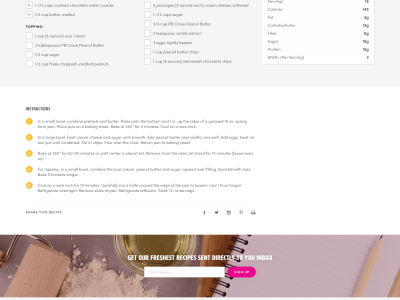 1-1/2 cups crushed chocolate wafer cookies
1/4 cup butter, melted
TOPPING:
1 cup (8 ounces) sour cream
3 tablespoons PB Crave Peanut Butter
1/2 cup sugar
1/2 cup finely chopped unsalted peanuts
5 packages (8 ounces each) cream cheese, softened
1-1/2 cups sugar
3/4 cup PB Crave Peanut Butter
2 teaspoons vanilla extract
3 eggs, lightly beaten
1 cup peanut butter chips
1 cup (6 ounces) semisweet chocolate chips
Servings
Calories 145
Fat 3g
Carbohydrates 13g
Fiber 5g
Sugar 10g
Protein 10g
WWP+ (Per Serving) 3
INSTRUCTIONS
1 In a small bowl, combine pretzels and butter. Press onto the bottom and 1 in. up the sides of a greased 10-in. spring
form pan. Place pan on a baking sheet. Bake at 350° for 5 minutes. Cool on a wire rack.
2 In a large bowl, beat cream cheese and sugar until smooth. Add peanut butter and vanilla; mix well. Add eggs; beat on
low just until combined. Stir in chips. Pour over the crust. Return pan to baking sheet.
3 Bake at 350° for 20-30 minutes or until center is almost set. Remove from the oven; let stand for 15 minutes (leave oven
on).
4 For topping, in a small bowl, combine the sour cream, peanut butter and sugar; spread over filling. Sprinkle with nuts.
Bake 5 minutes longer.
5 Cool on a wire rack for 10 minutes. Carefully run a knife around the edge of the pan to loosen; cool 1 hour longer.
Refrigerate overnight. Remove sides of pan. Refrigerate leftovers. Yield: 12-14 servings.
SHARE THIS RECIPE
GET OUR FRESHEST RECIPES SENT DIRECTLY TO YOU INBOX
SIGN UP